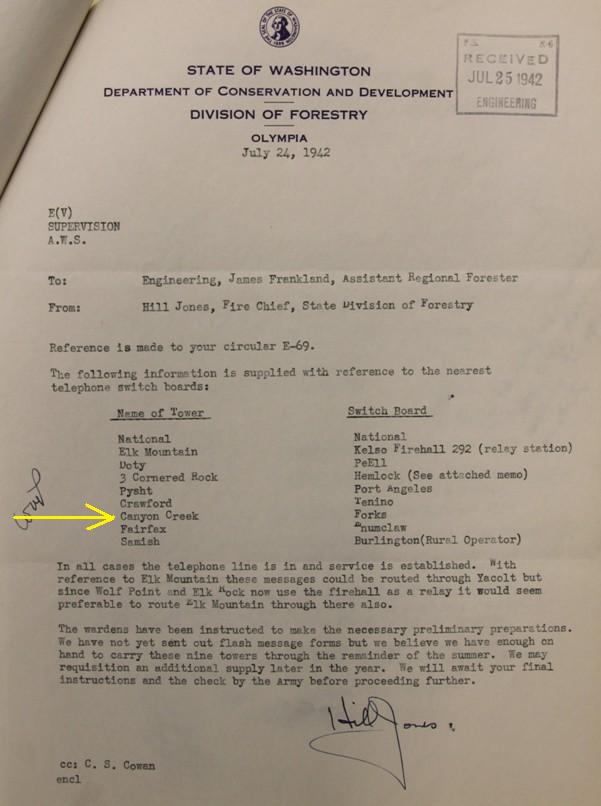 STATE OF WASHINGTON
DEPARTMENT OF CONSERVATION AND DEVELOPMENT
DIVISION OF FORESTRY
OLYMPIA
July 24, 1942
RECEIVED
JUL 25 1942
ENGINEERING
E(V)
SUPERVISION
A.W.S.
To: Engineering, James Frankland, Assistant Regional Forester
From: Hill Jones, Fire Chief, State Division of Forestry
Reference is made to your circular E-69.
The following information is supplied with reference to the nearest
telephone switch boards:
Name of Tower Switch Board
National National
Elk Mountain Kelso Firehall 292 (relay station)
Doty PeEll
3 Cornered Rock Hemlock (See attached memo)
Pysht Port Angeles
Crawford Tenino
Canyon Creek Forks
Fairfax Enumclaw
Samish Burlington(Rural Operator)
In all cases the telephone line is in and service is established. With
reference to Elk Mountain these messages could be routed through Yacolt but
since Wolf Point and Elk Rock now use the firehall as a relay it would seem
preferable to route Elk Mountain through there also.
The wardens have been instructed to make the necessary preliminary preparations.
We have not yet sent out flash message forms but we believe we have enough on
hand to carry these nine towers through the remainder of the summer. We may
requisition an additional supply later in the year. We will await your final
instructions and the check by the Army before proceeding further.
Hill Jones
cc: C. S. Cowan
encl